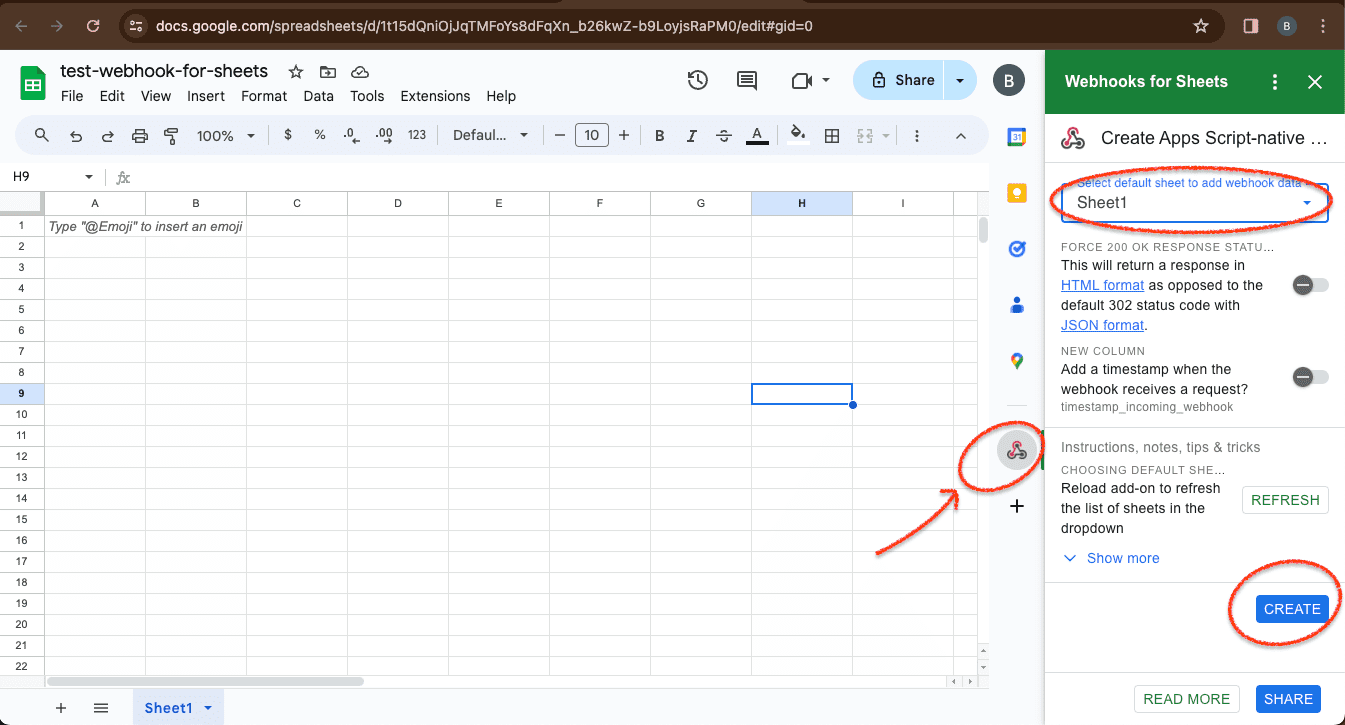 docs.google.com/spreadsheets/d/1t15dQniOjJqTMFoYs8dFqXn_b26kwZ-b9LoyjsRaPM0/edit#gid=0
B
test-webhook-for-sheets
File Edit View Insert Format Data Tools Extensions Help
Share
B
100% $ % .0 .00 123 Defaul... − 10 + B I S A
H9 fx
A B C D E F G H I
1 Type "@Emoji" to insert an emoji
2
3
4
5
6
7
8
9
10
11
12
13
14
15
16
17
18
19
20
21
22
+ Sheet1
31
Webhooks for Sheets
Create Apps Script-native ...
Select default sheet to add webhook data
Sheet1
FORCE 200 OK RESPONSE STATU...
This will return a response in
HTML format as opposed to the
default 302 status code with
JSON format.
NEW COLUMN
Add a timestamp when the
webhook receives a request?
timestamp_incoming_webhook
Instructions, notes, tips & tricks
CHOOSING DEFAULT SHE...
Reload add-on to refresh
the list of sheets in the
dropdown
REFRESH
Show more
CREATE
READ MORE SHARE